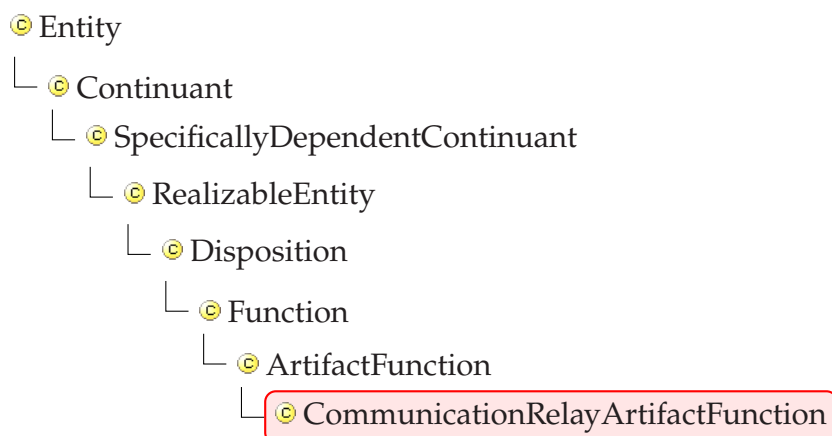 C Entity
C Continuant
C SpecificallyDependentContinuant
C RealizableEntity
C Disposition
C Function
C ArtifactFunction
C CommunicationRelayArtifactFunction